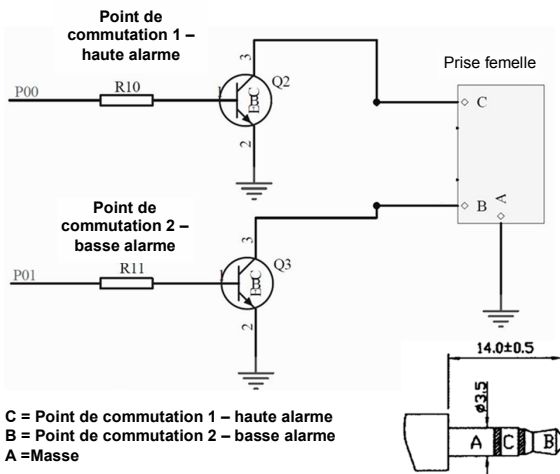 Point de
commutation 1 –
haute alarme
P00
R10
1
C
B
E
3
2
Q2
Prise femelle
C
B
A
Point de
commutation 2 –
basse alarme
P01
R11
1
C
B
E
3
2
Q3
14.0±0.5
ø3.5
A
C
B
C = Point de commutation 1 – haute alarme
B = Point de commutation 2 – basse alarme
A =Masse